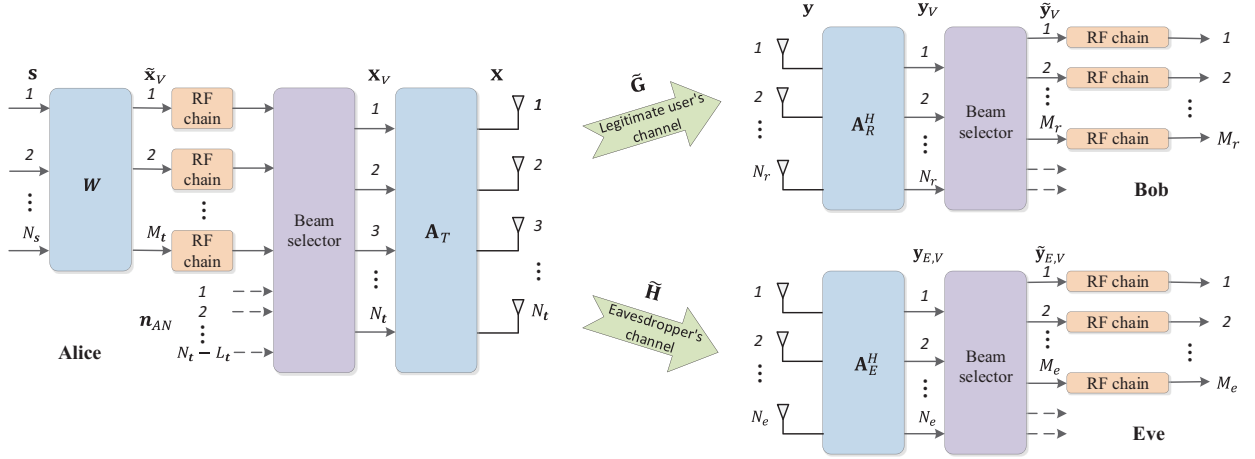 s
x̃_V
1
2
⋮
N_s
W
1
2
M_t
RF
chain
RF
chain
⋮
RF
chain
n_AN
1
2
⋮
N_t − L_t
Alice
Beam
selector
x_V
1
2
3
⋮
N_t
A_T
x
1
2
3
⋮
N_t
G̃
Legitimate user's
channel
H̃
Eavesdropper's
channel
y
1
2
⋮
N_r
A_R^H
y_V
1
2
⋮
N_r
Beam
selector
ỹ_V
1
2
⋮
M_r
RF chain
RF chain
RF chain
1
2
⋮
M_r
Bob
1
2
⋮
N_e
A_E^H
y_E,V
1
2
⋮
N_e
Beam
selector
ỹ_E,V
1
2
⋮
M_e
RF chain
RF chain
RF chain
1
2
⋮
M_e
Eve